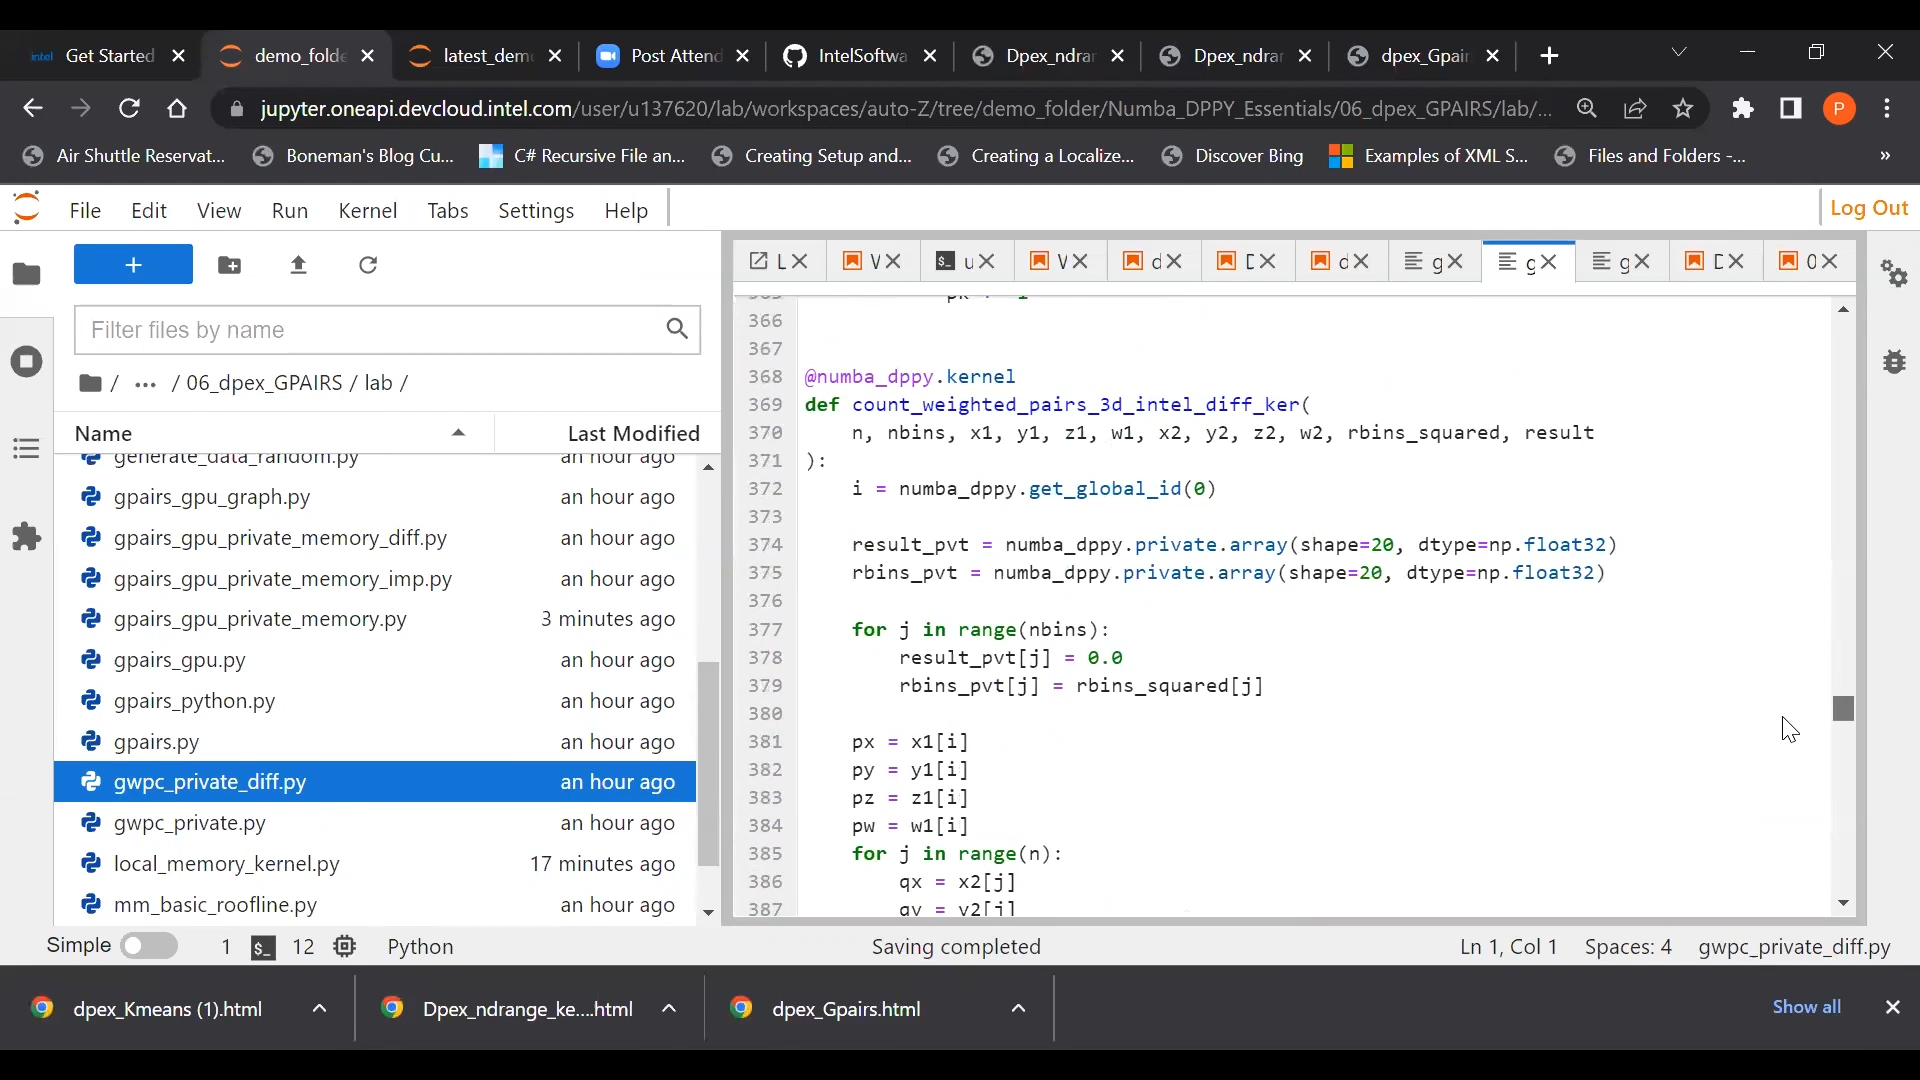 intel Get Started
demo_folde
latest_dem
Post Attend
IntelSoftwa
Dpex_ndrar
Dpex_ndrar
dpex_Gpair
jupyter.oneapi.devcloud.intel.com/user/u137620/lab/workspaces/auto-Z/tree/demo_folder/Numba_DPPY_Essentials/06_dpex_GPAIRS/lab/...
P
Air Shuttle Reservat...
Boneman's Blog Cu...
C# Recursive File an...
Creating Setup and...
Creating a Localize...
Discover Bing
Examples of XML S...
Files and Folders -...
»
File Edit View Run Kernel Tabs Settings Help
Log Out
Filter files by name
/ ... / 06_dpex_GPAIRS / lab /
Name Last Modified
generate_data_random.py an hour ago
gpairs_gpu_graph.py an hour ago
gpairs_gpu_private_memory_diff.py an hour ago
gpairs_gpu_private_memory_imp.py an hour ago
gpairs_gpu_private_memory.py 3 minutes ago
gpairs_gpu.py an hour ago
gpairs_python.py an hour ago
gpairs.py an hour ago
gwpc_private_diff.py an hour ago
gwpc_private.py an hour ago
local_memory_kernel.py 17 minutes ago
mm_basic_roofline.py an hour ago
L V u V d D d g g g D 0
366
367
368 @numba_dppy.kernel
369 def count_weighted_pairs_3d_intel_diff_ker(
370 n, nbins, x1, y1, z1, w1, x2, y2, z2, w2, rbins_squared, result
371 ):
372 i = numba_dppy.get_global_id(0)
373
374 result_pvt = numba_dppy.private.array(shape=20, dtype=np.float32)
375 rbins_pvt = numba_dppy.private.array(shape=20, dtype=np.float32)
376
377 for j in range(nbins):
378 result_pvt[j] = 0.0
379 rbins_pvt[j] = rbins_squared[j]
380
381 px = x1[i]
382 py = y1[i]
383 pz = z1[i]
384 pw = w1[i]
385 for j in range(n):
386 qx = x2[j]
387 qy = y2[j]
Simple 1 $_ 12 Python Saving completed Ln 1, Col 1 Spaces: 4 gwpc_private_diff.py
dpex_Kmeans (1).html
Dpex_ndrange_ke....html
dpex_Gpairs.html
Show all